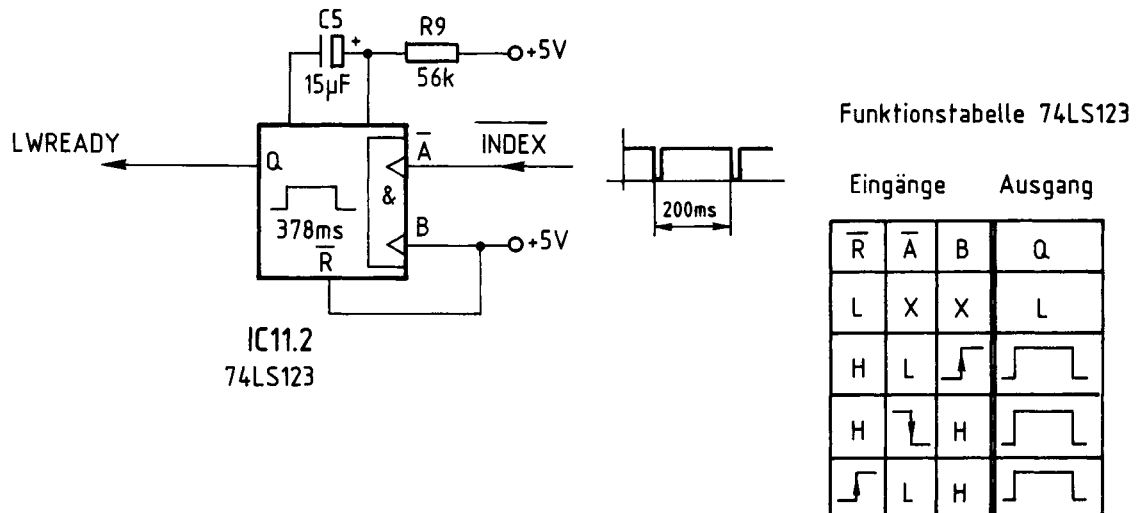 C5
+
R9
+5V
15µF
56k
LWREADY
Q
A
INDEX
&
378ms
B
+5V
R
IC11.2
74LS123
200ms
Funktionstabelle 74LS123
Eingänge Ausgang
R A B Q
L X X L
H L
H H
L H